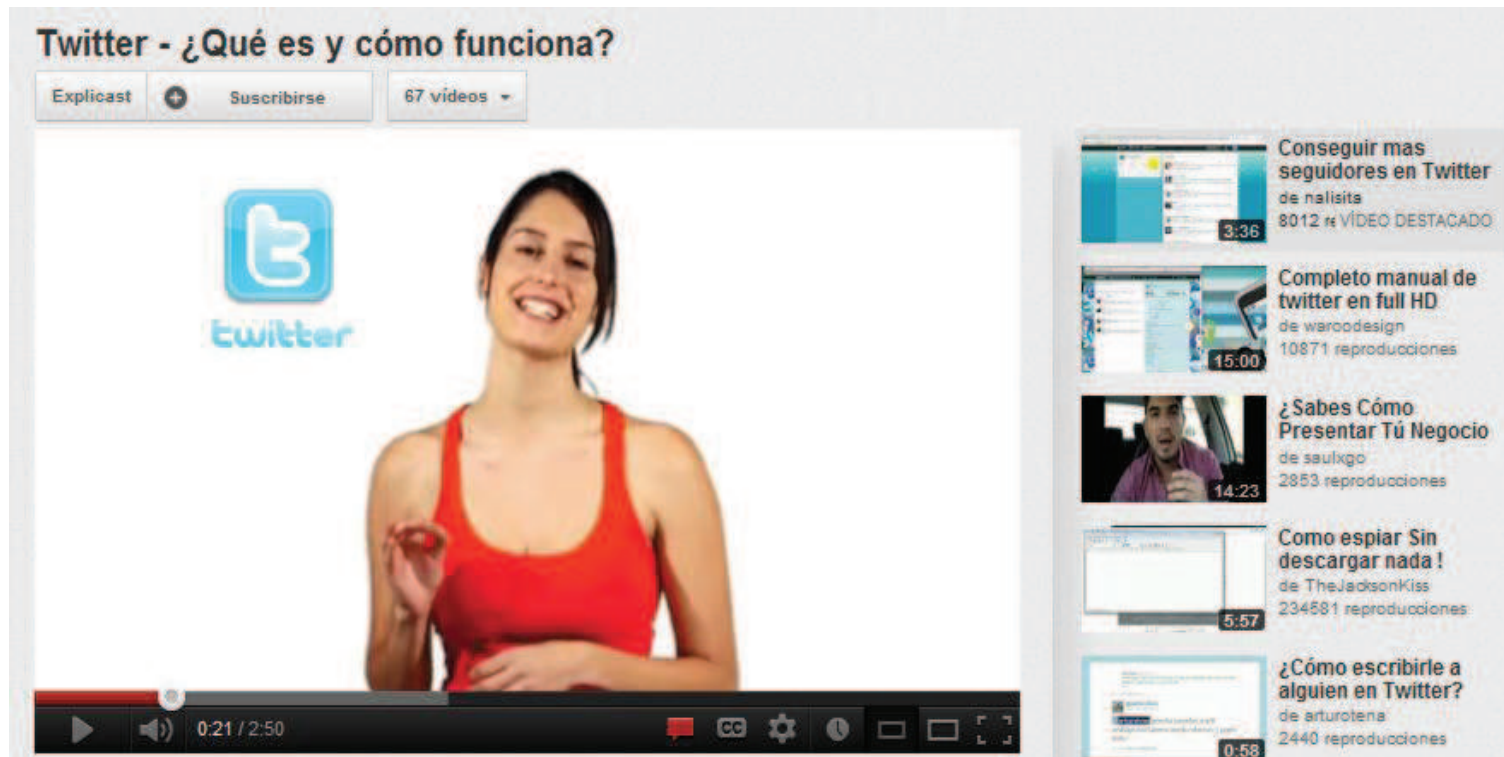 Twitter - ¿Qué es y cómo funciona?
Explicast
Suscribirse
67 vídeos
twitter
0:21 / 2:50
CC
3:36
Conseguir mas
seguidores en Twitter
de nalisita
8012 re VÍDEO DESTACADO
15:00
Completo manual de
twitter en full HD
de waroodesign
10871 reproducciones
14:23
¿Sabes Cómo
Presentar Tú Negocio
de saulxgo
2853 reproducciones
5:57
Como espiar Sin
descargar nada !
de TheJacksonKiss
234581 reproducciones
0:58
¿Cómo escribirle a
alguien en Twitter?
de arturotena
2440 reproducciones